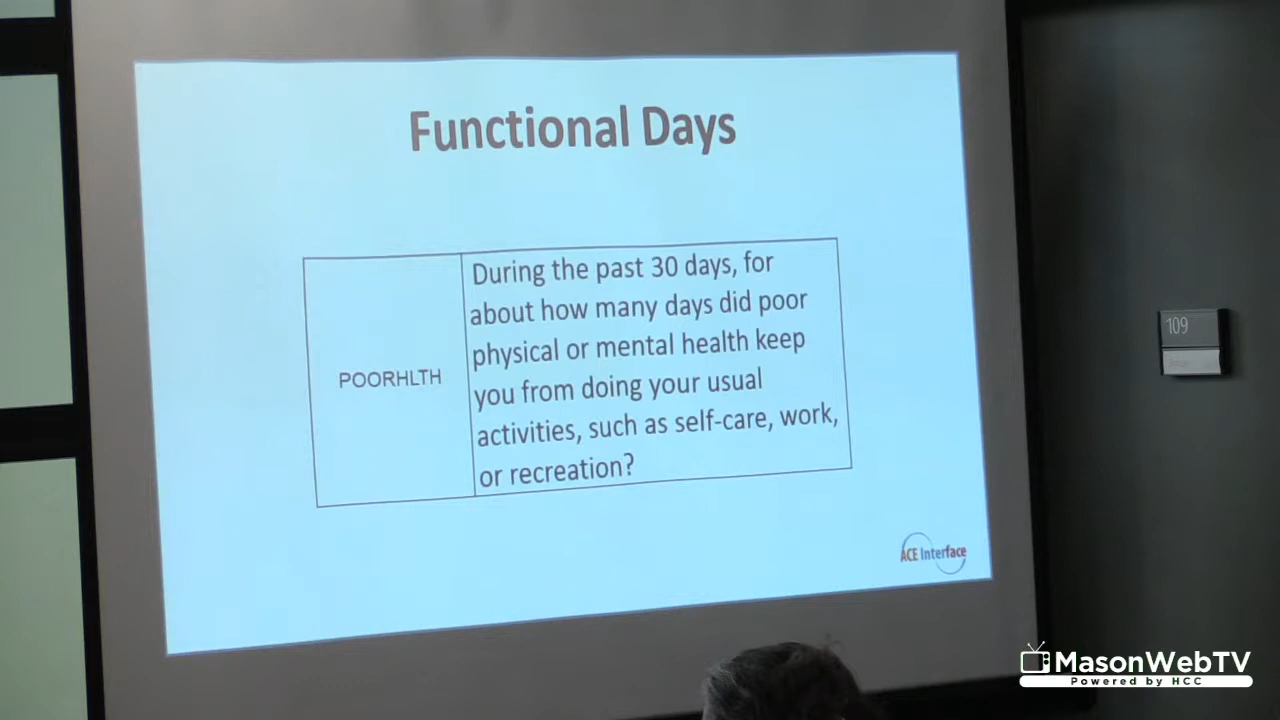 Functional Days
POORHLTH
During the past 30 days, for
about how many days did poor
physical or mental health keep
you from doing your usual
activities, such as self-care, work,
or recreation?
ACE Interface
109
MasonWebTV
Powered by HCC